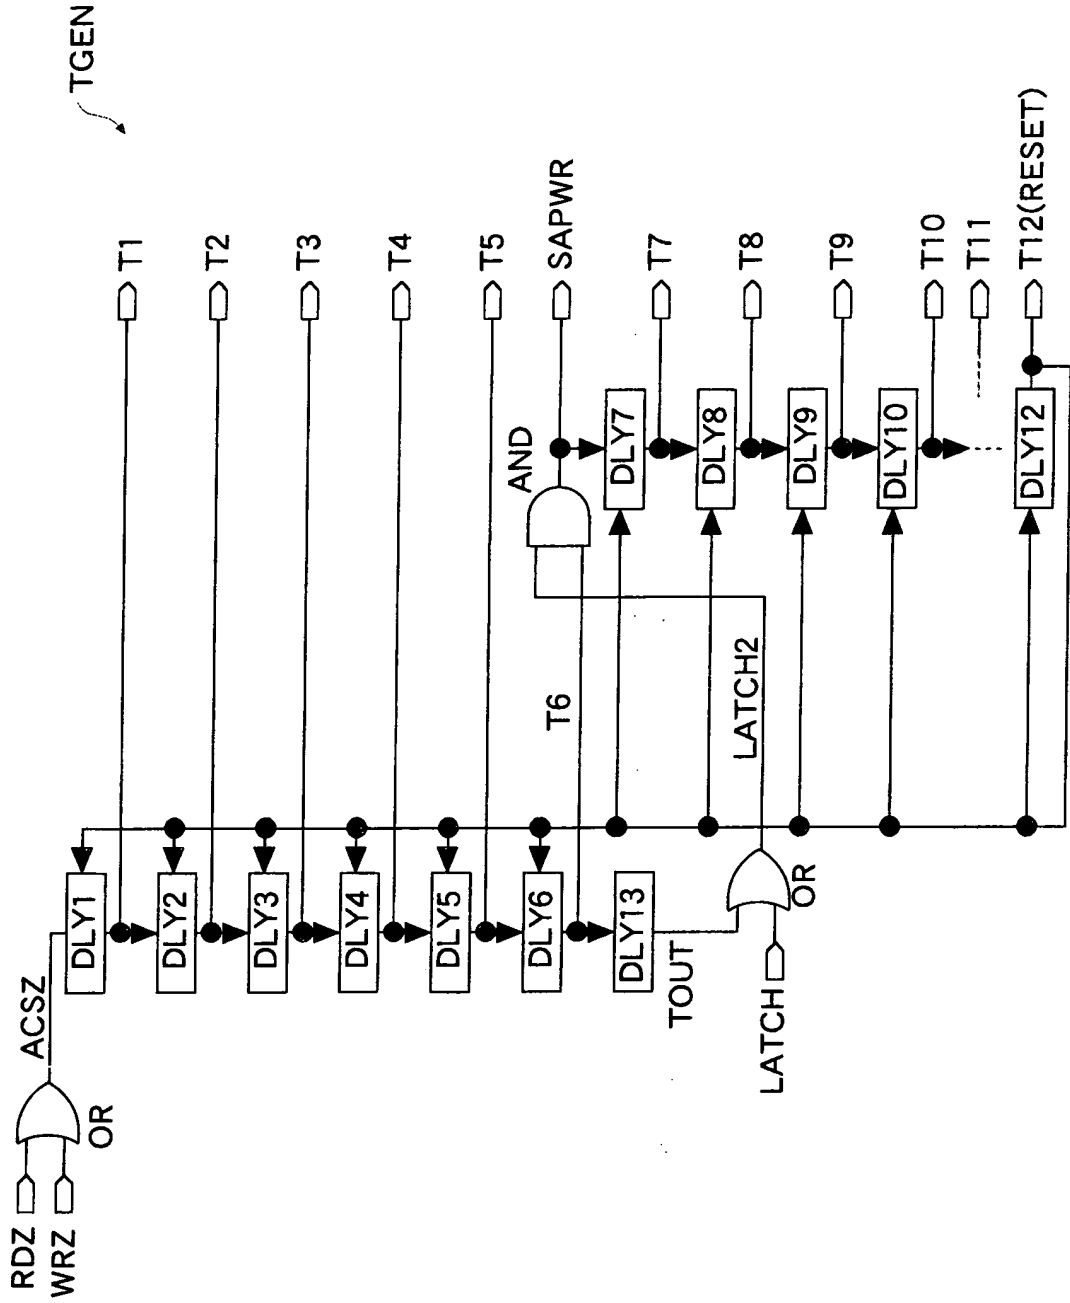 TGEN
RDZ
WRZ
OR
ACSZ
DLY1
DLY2
DLY3
DLY4
DLY5
DLY6
DLY13
TOUT
LATCH
OR
LATCH2
T6
AND
DLY7
DLY8
DLY9
DLY10
DLY12
T1
T2
T3
T4
T5
SAPWR
T7
T8
T9
T10
T11
T12(RESET)